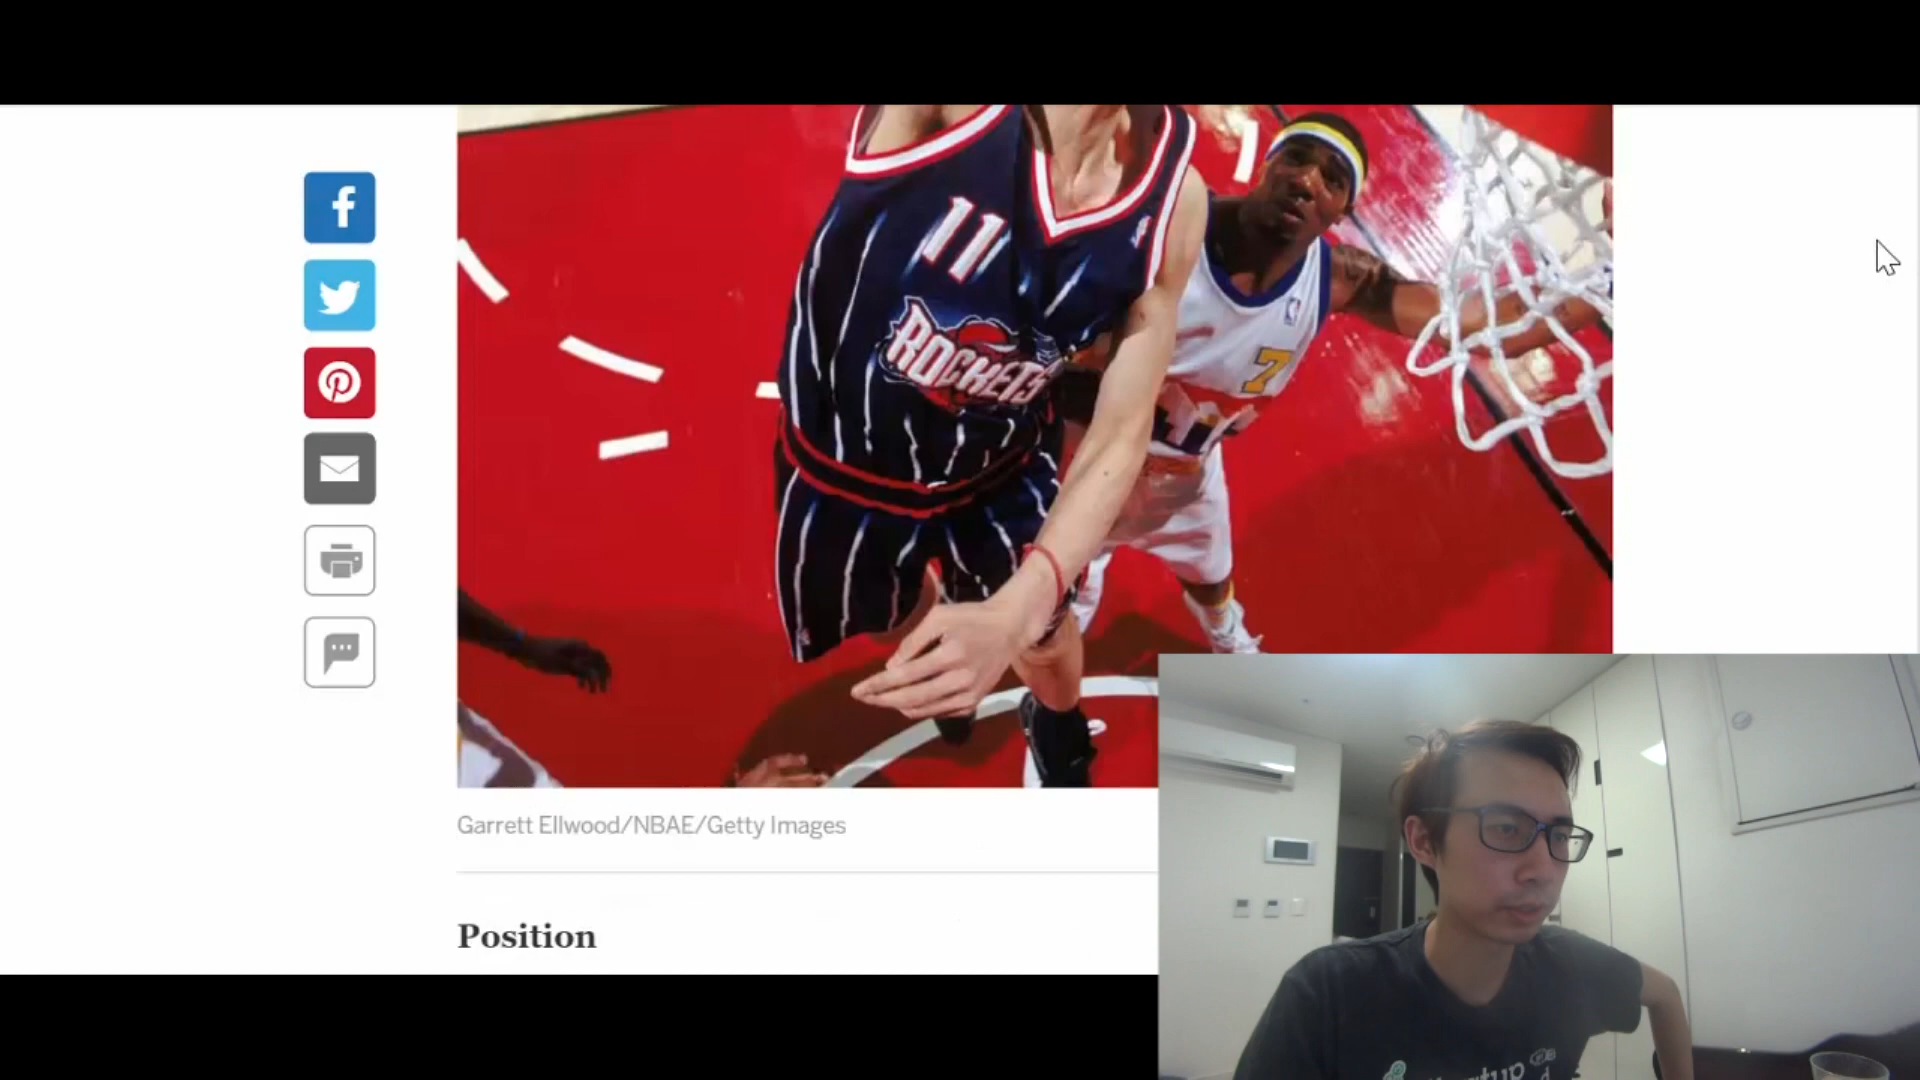 11
ROCKETS
7
Garrett Ellwood/NBAE/Getty Images
Position